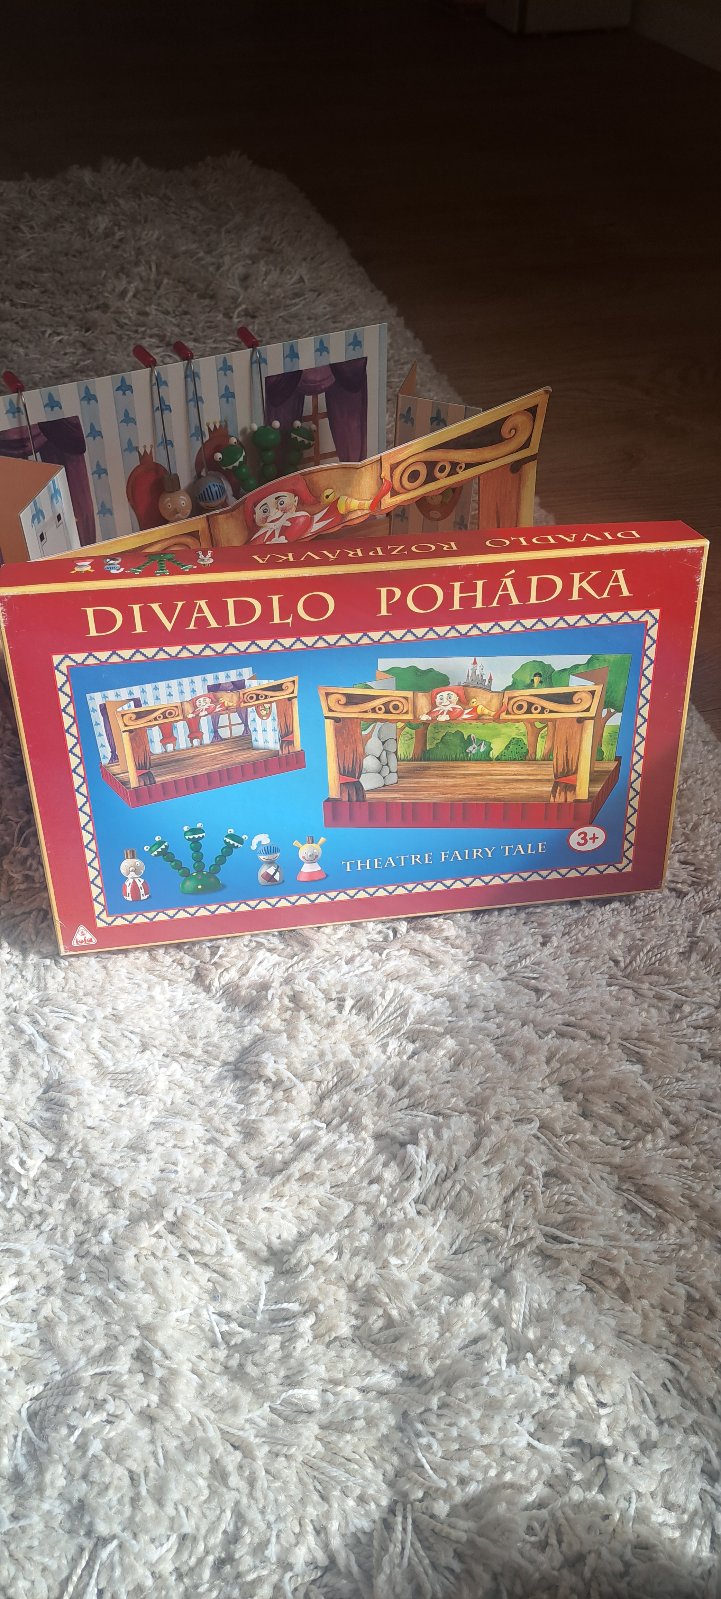 DIVADLO ROZPRÁVKA
DIVADLO POHÁDKA
THEATRE FAIRY TALE
3+